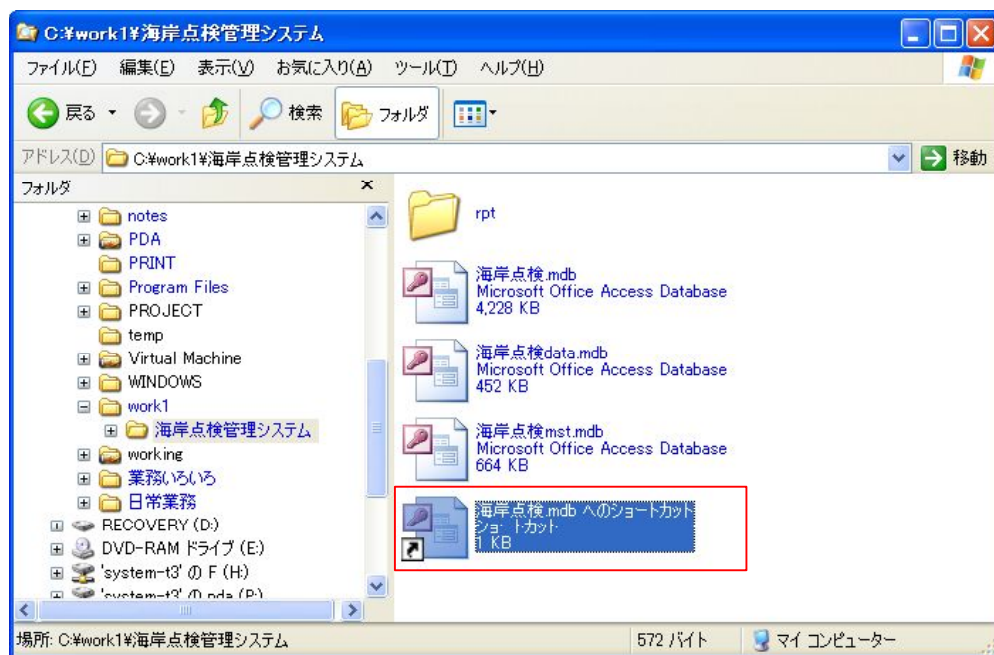 C:¥work1¥海岸点検管理システム
ファイル(F) 編集(E) 表示(V) お気に入り(A) ツール(T) ヘルプ(H)
戻る 検索 フォルダ
アドレス(D) C:¥work1¥海岸点検管理システム 移動
フォルダ
notes
PDA
PRINT
Program Files
PROJECT
temp
Virtual Machine
WINDOWS
work1
海岸点検管理システム
working
業務いろいろ
日常業務
RECOVERY (D:)
DVD-RAM ドライブ (E:)
'system-t3' の F (H:)
'system-t3' の pda (P:)
rpt
海岸点検.mdb
Microsoft Office Access Database
4,228 KB
海岸点検data.mdb
Microsoft Office Access Database
452 KB
海岸点検mst.mdb
Microsoft Office Access Database
664 KB
海岸点検.mdb へのショートカット
ショートカット
1 KB
場所: C:¥work1¥海岸点検管理システム 572 バイト マイ コンピューター